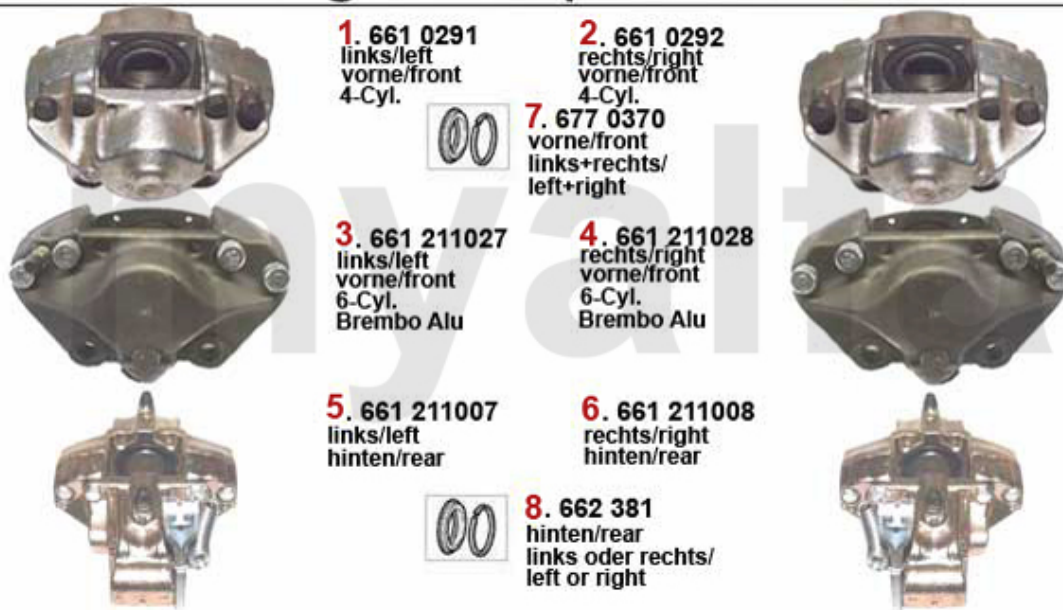 1. 661 0291
links/left
vorne/front
4-Cyl.
2. 661 0292
rechts/right
vorne/front
4-Cyl.
7. 677 0370
vorne/front
links+rechts/
left+right
3. 661 211027
links/left
vorne/front
6-Cyl.
Brembo Alu
4. 661 211028
rechts/right
vorne/front
6-Cyl.
Brembo Alu
5. 661 211007
links/left
hinten/rear
6. 661 211008
rechts/right
hinten/rear
8. 662 381
hinten/rear
links oder rechts/
left or right
myalfa